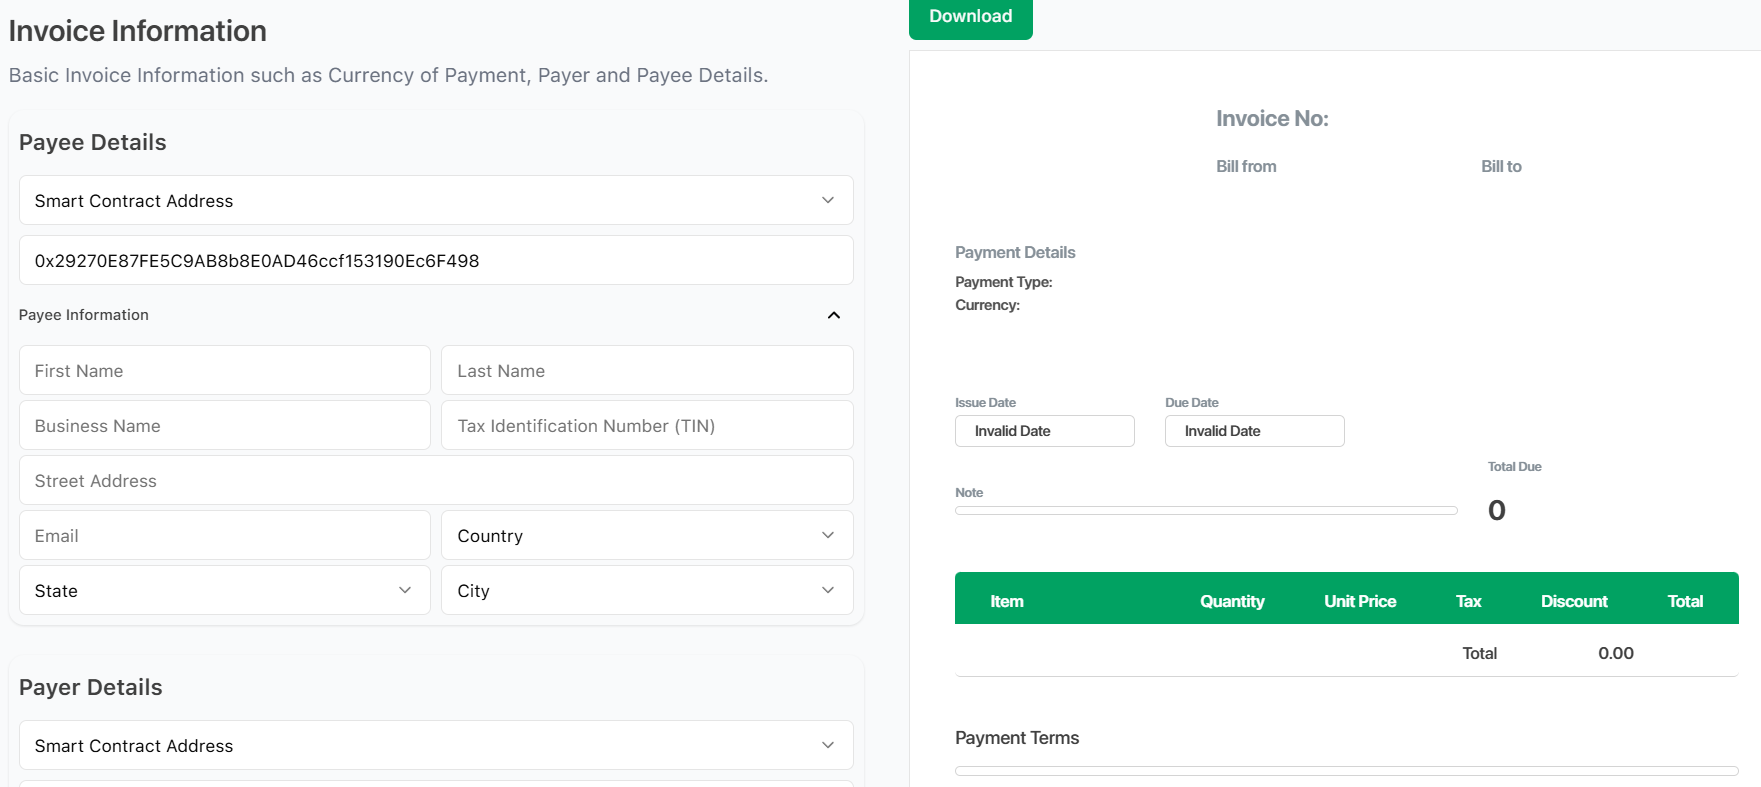 Invoice Information
Basic Invoice Information such as Currency of Payment, Payer and Payee Details.
Payee Details
Smart Contract Address
0x29270E87FE5C9AB8b8E0AD46ccf153190Ec6F498
Payee Information
First Name
Last Name
Business Name
Tax Identification Number (TIN)
Street Address
Email
Country
State
City
Payer Details
Smart Contract Address
Download
Invoice No:
Bill from
Bill to
Payment Details
Payment Type:
Currency:
Issue Date
Due Date
Invalid Date
Invalid Date
Total Due
Note
0
Item Quantity Unit Price Tax Discount Total
Total 0.00
Payment Terms